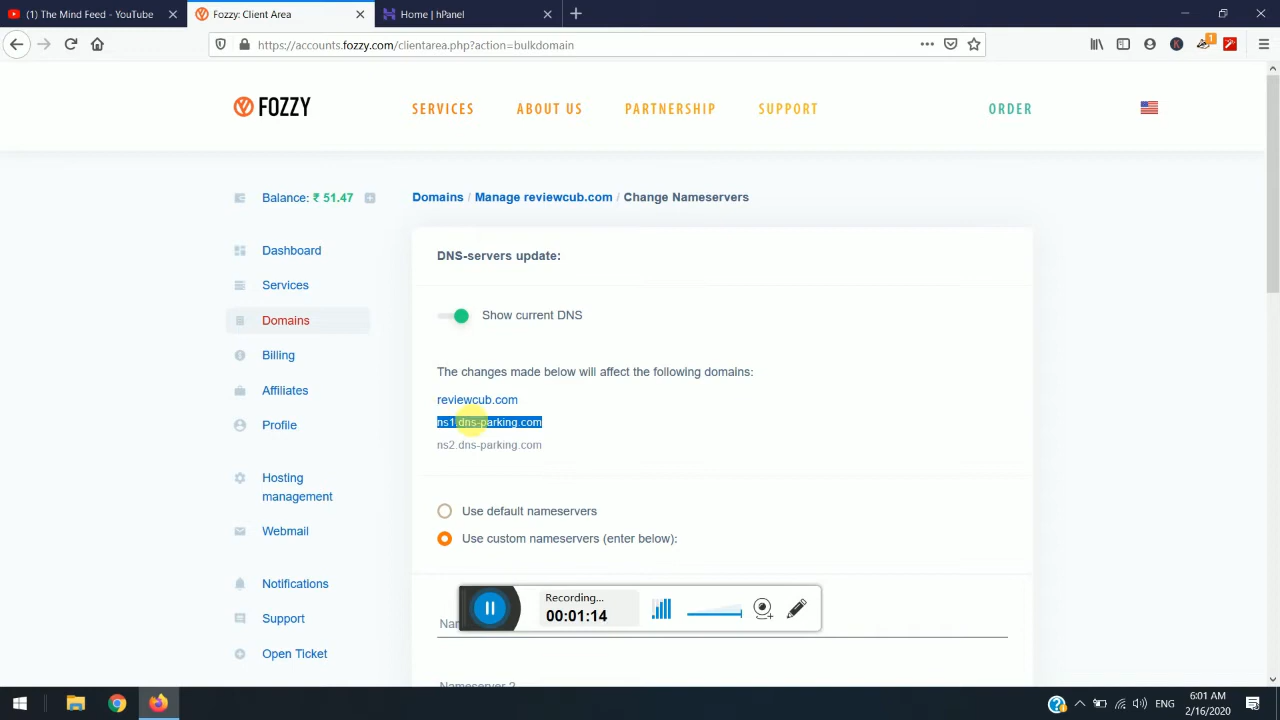 (1) The Mind Feed - YouTube
Fozzy: Client Area
Home | hPanel
https://accounts.fozzy.com/clientarea.php?action=bulkdomain
1
FOZZY
SERVICES
ABOUT US
PARTNERSHIP
SUPPORT
ORDER
Balance: ₹ 51.47
Domains / Manage reviewcub.com / Change Nameservers
Dashboard
Services
Domains
Billing
Affiliates
Profile
Hosting
management
Webmail
Notifications
Support
Open Ticket
DNS-servers update:
Show current DNS
The changes made below will affect the following domains:
reviewcub.com
ns1.dns-parking.com
ns2.dns-parking.com
Use default nameservers
Use custom nameservers (enter below):
Recording...
00:01:14
Nameserver 2
ENG
6:01 AM
2/16/2020